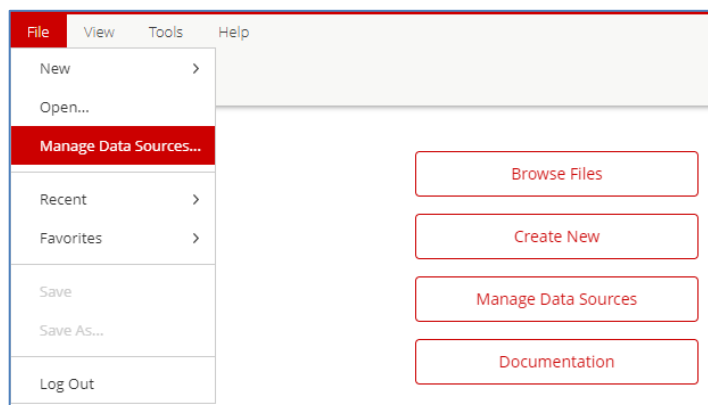 File View Tools Help
New
Open...
Manage Data Sources...
Recent
Favorites
Save
Save As...
Log Out
Browse Files
Create New
Manage Data Sources
Documentation